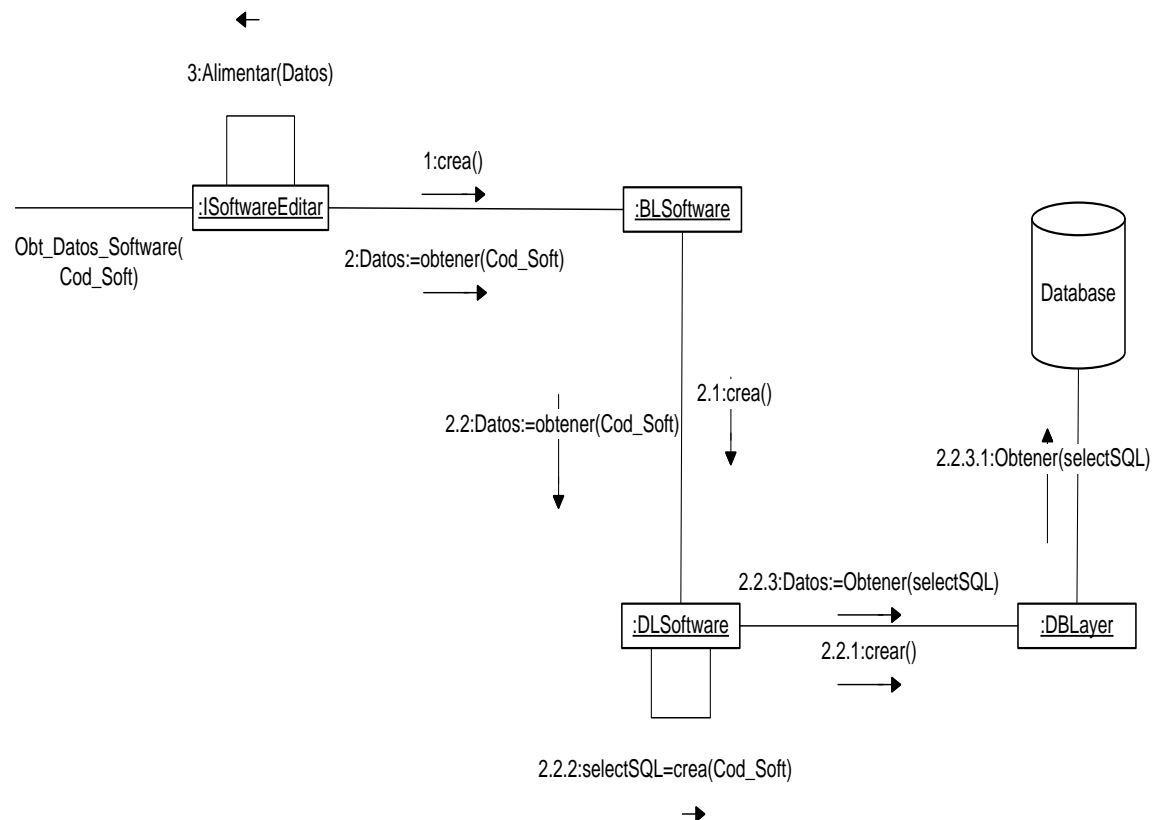 3:Alimentar(Datos)
1:crea()
:ISoftwareEditar
:BLSoftware
Obt_Datos_Software(
Cod_Soft)
2:Datos:=obtener(Cod_Soft)
Database
2.1:crea()
2.2:Datos:=obtener(Cod_Soft)
2.2.3.1:Obtener(selectSQL)
2.2.3:Datos:=Obtener(selectSQL)
:DLSoftware
:DBLayer
2.2.1:crear()
2.2.2:selectSQL=crea(Cod_Soft)